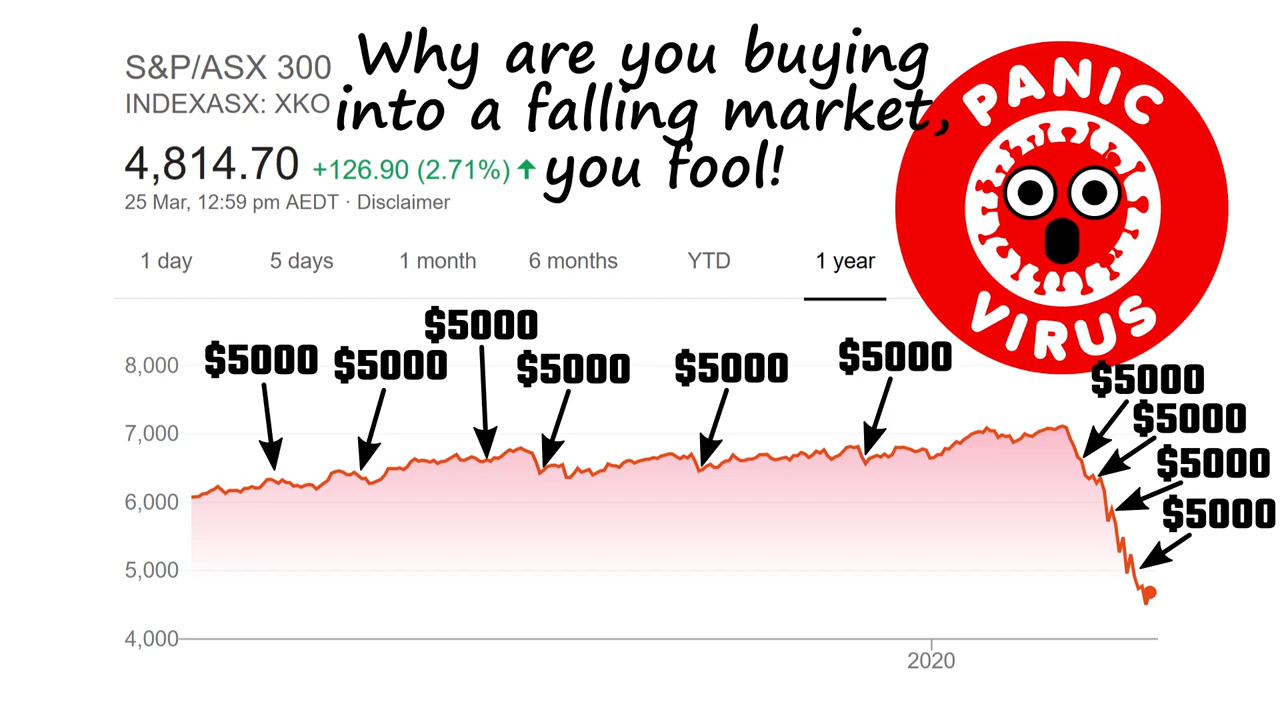 S&P/ASX 300
INDEXASX: XKO
Why are you buying
into a falling market,
you fool!
PANIC
VIRUS
4,814.70 +126.90 (2.71%)
25 Mar, 12:59 pm AEDT · Disclaimer
1 day 5 days 1 month 6 months YTD 1 year
$5000
$5000
$5000
$5000
$5000
$5000
$5000
$5000
$5000
$5000
8,000
7,000
6,000
5,000
4,000
2020